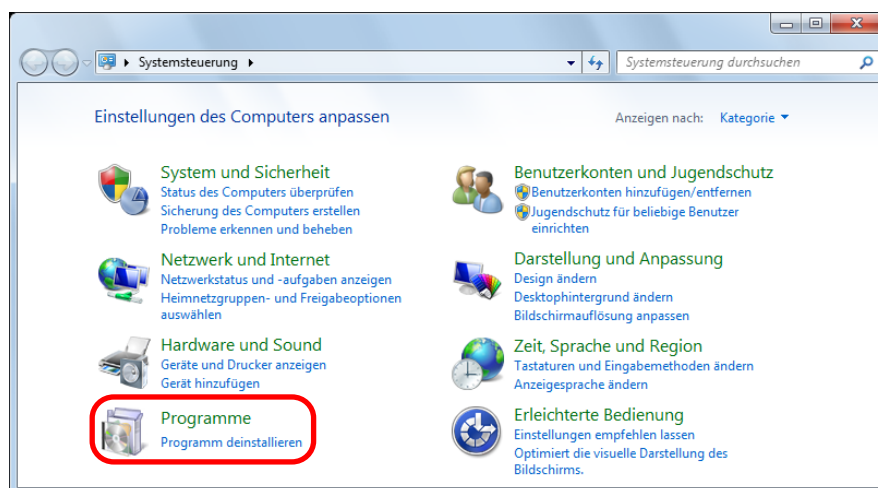 Systemsteuerung
Systemsteuerung durchsuchen
Einstellungen des Computers anpassen
Anzeigen nach: Kategorie
System und Sicherheit
Status des Computers überprüfen
Sicherung des Computers erstellen
Probleme erkennen und beheben
Netzwerk und Internet
Netzwerkstatus und -aufgaben anzeigen
Heimnetzgruppen- und Freigabeoptionen
auswählen
Hardware und Sound
Geräte und Drucker anzeigen
Gerät hinzufügen
Programme
Programm deinstallieren
Benutzerkonten und Jugendschutz
Benutzerkonten hinzufügen/entfernen
Jugendschutz für beliebige Benutzer
einrichten
Darstellung und Anpassung
Design ändern
Desktophintergrund ändern
Bildschirmauflösung anpassen
Zeit, Sprache und Region
Tastaturen und Eingabemethoden ändern
Anzeigesprache ändern
Erleichterte Bedienung
Einstellungen empfehlen lassen
Optimiert die visuelle Darstellung des
Bildschirms.